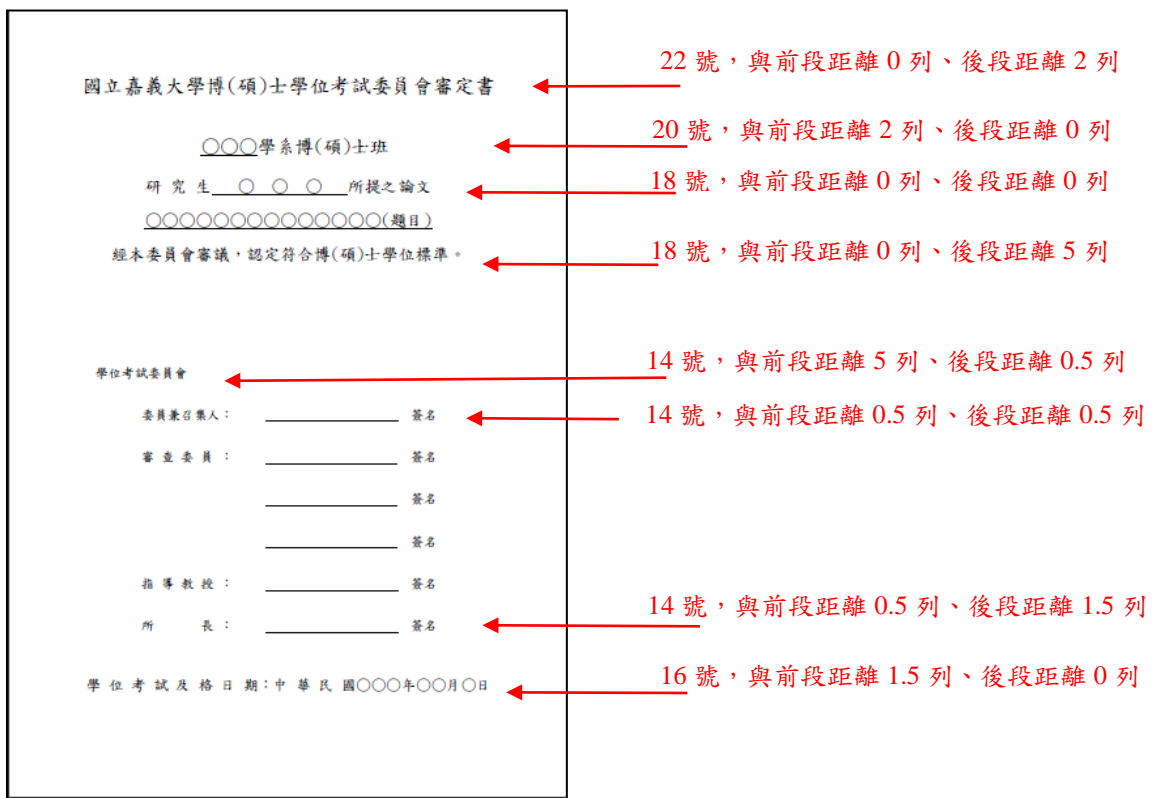 國立嘉義大學博(碩)士學位考試委員會審定書
22 號，與前段距離 0 列、後段距離 2 列
○○○學系博(碩)士班
20 號，與前段距離 2 列、後段距離 0 列
研 究 生 ○ ○ ○ 所提之論文
18 號，與前段距離 0 列、後段距離 0 列
○○○○○○○○○○○○○○(題目)
經本委員會審議，認定符合博(碩)士學位標準。
18 號，與前段距離 0 列、後段距離 5 列
學位考試委員會
14 號，與前段距離 5 列、後段距離 0.5 列
委員兼召集人： 簽名
14 號，與前段距離 0.5 列、後段距離 0.5 列
審 查 委 員 ： 簽名
簽名
簽名
指 導 教 授 ： 簽名
所 長 ： 簽名
14 號，與前段距離 0.5 列、後段距離 1.5 列
學 位 考 試 及 格 日 期：中 華 民 國○○○年○○月○日
16 號，與前段距離 1.5 列、後段距離 0 列